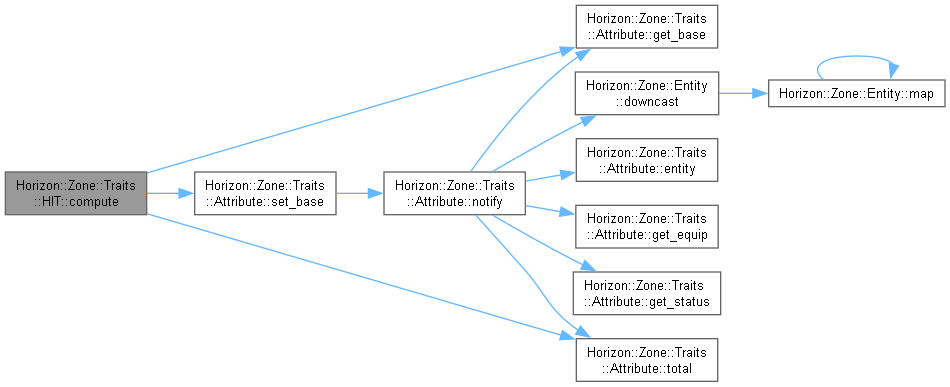 Horizon::Zone::Traits
::HIT::compute
Horizon::Zone::Traits
::Attribute::set_base
Horizon::Zone::Traits
::Attribute::notify
Horizon::Zone::Traits
::Attribute::get_base
Horizon::Zone::Entity
::downcast
Horizon::Zone::Entity::map
Horizon::Zone::Traits
::Attribute::entity
Horizon::Zone::Traits
::Attribute::get_equip
Horizon::Zone::Traits
::Attribute::get_status
Horizon::Zone::Traits
::Attribute::total